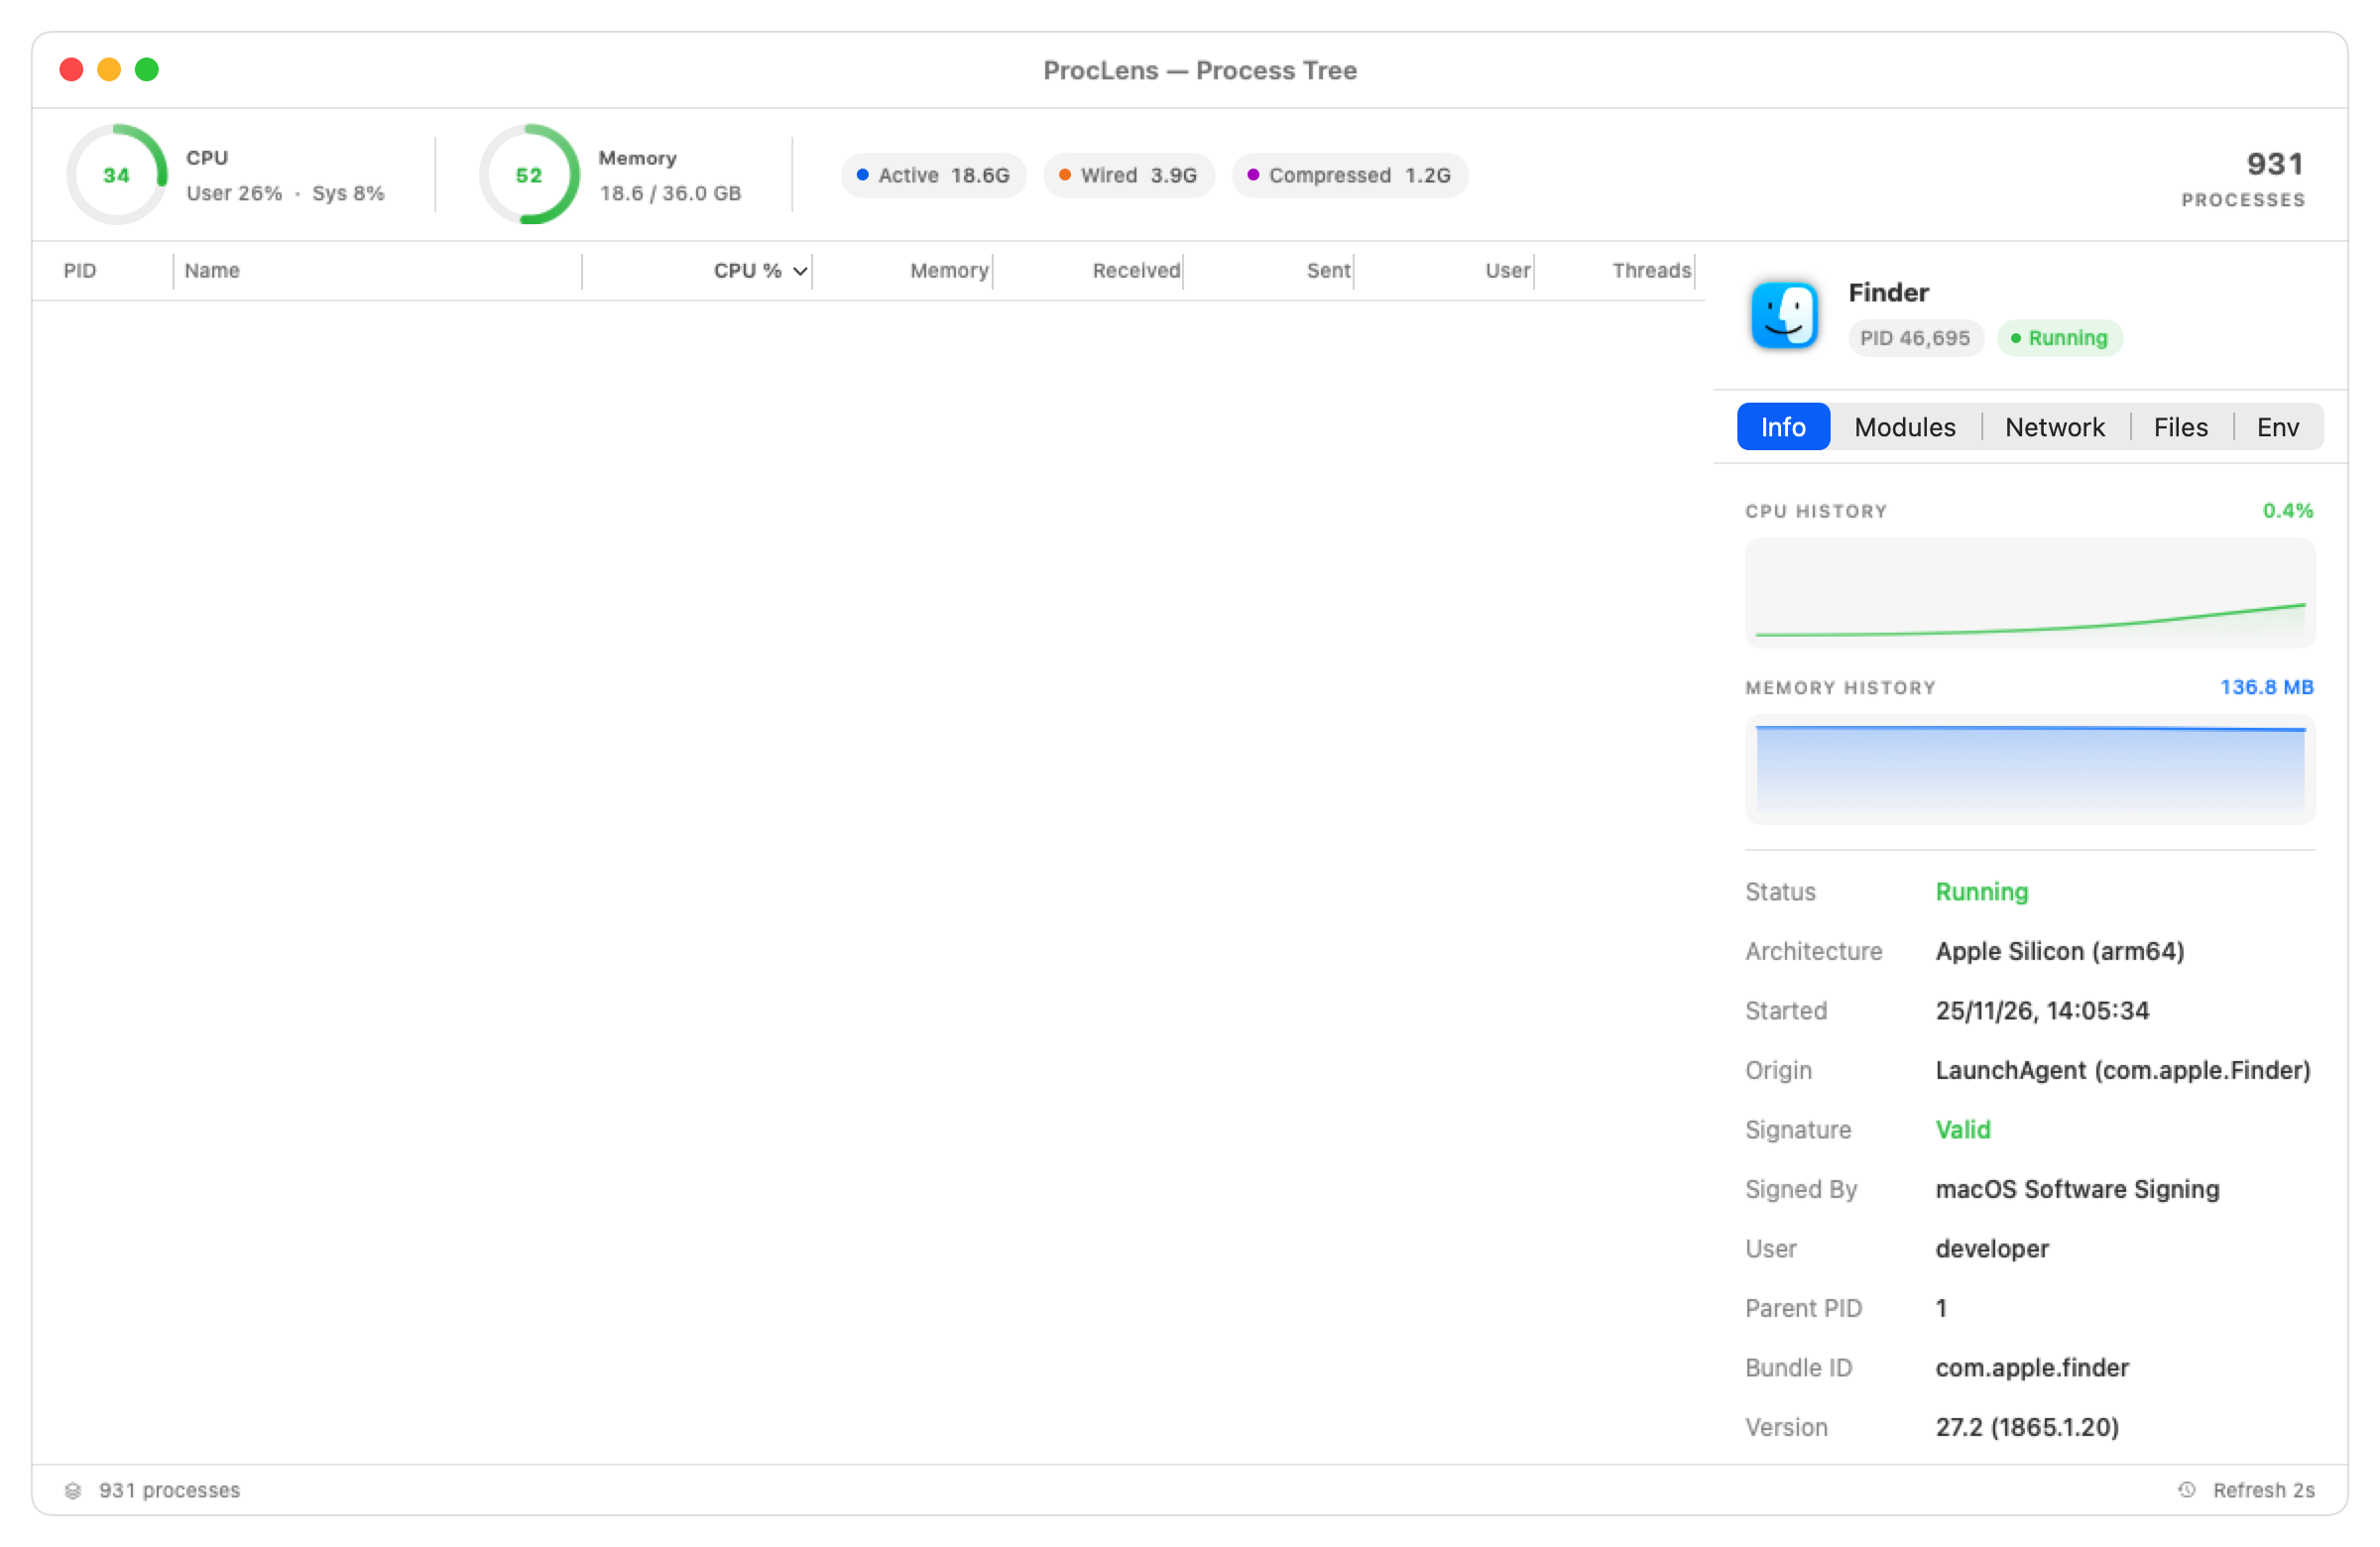 ProcLens — Process Tree
34
CPU
User 26% · Sys 8%
52
Memory
18.6 / 36.0 GB
Active 18.6G
Wired 3.9G
Compressed 1.2G
931
PROCESSES
PID Name CPU % Memory Received Sent User Threads
Finder
PID 46,695 Running
Info Modules Network Files Env
CPU HISTORY 0.4%
MEMORY HISTORY 136.8 MB
Status Running
Architecture Apple Silicon (arm64)
Started 25/11/26, 14:05:34
Origin LaunchAgent (com.apple.Finder)
Signature Valid
Signed By macOS Software Signing
User developer
Parent PID 1
Bundle ID com.apple.finder
Version 27.2 (1865.1.20)
931 processes
Refresh 2s